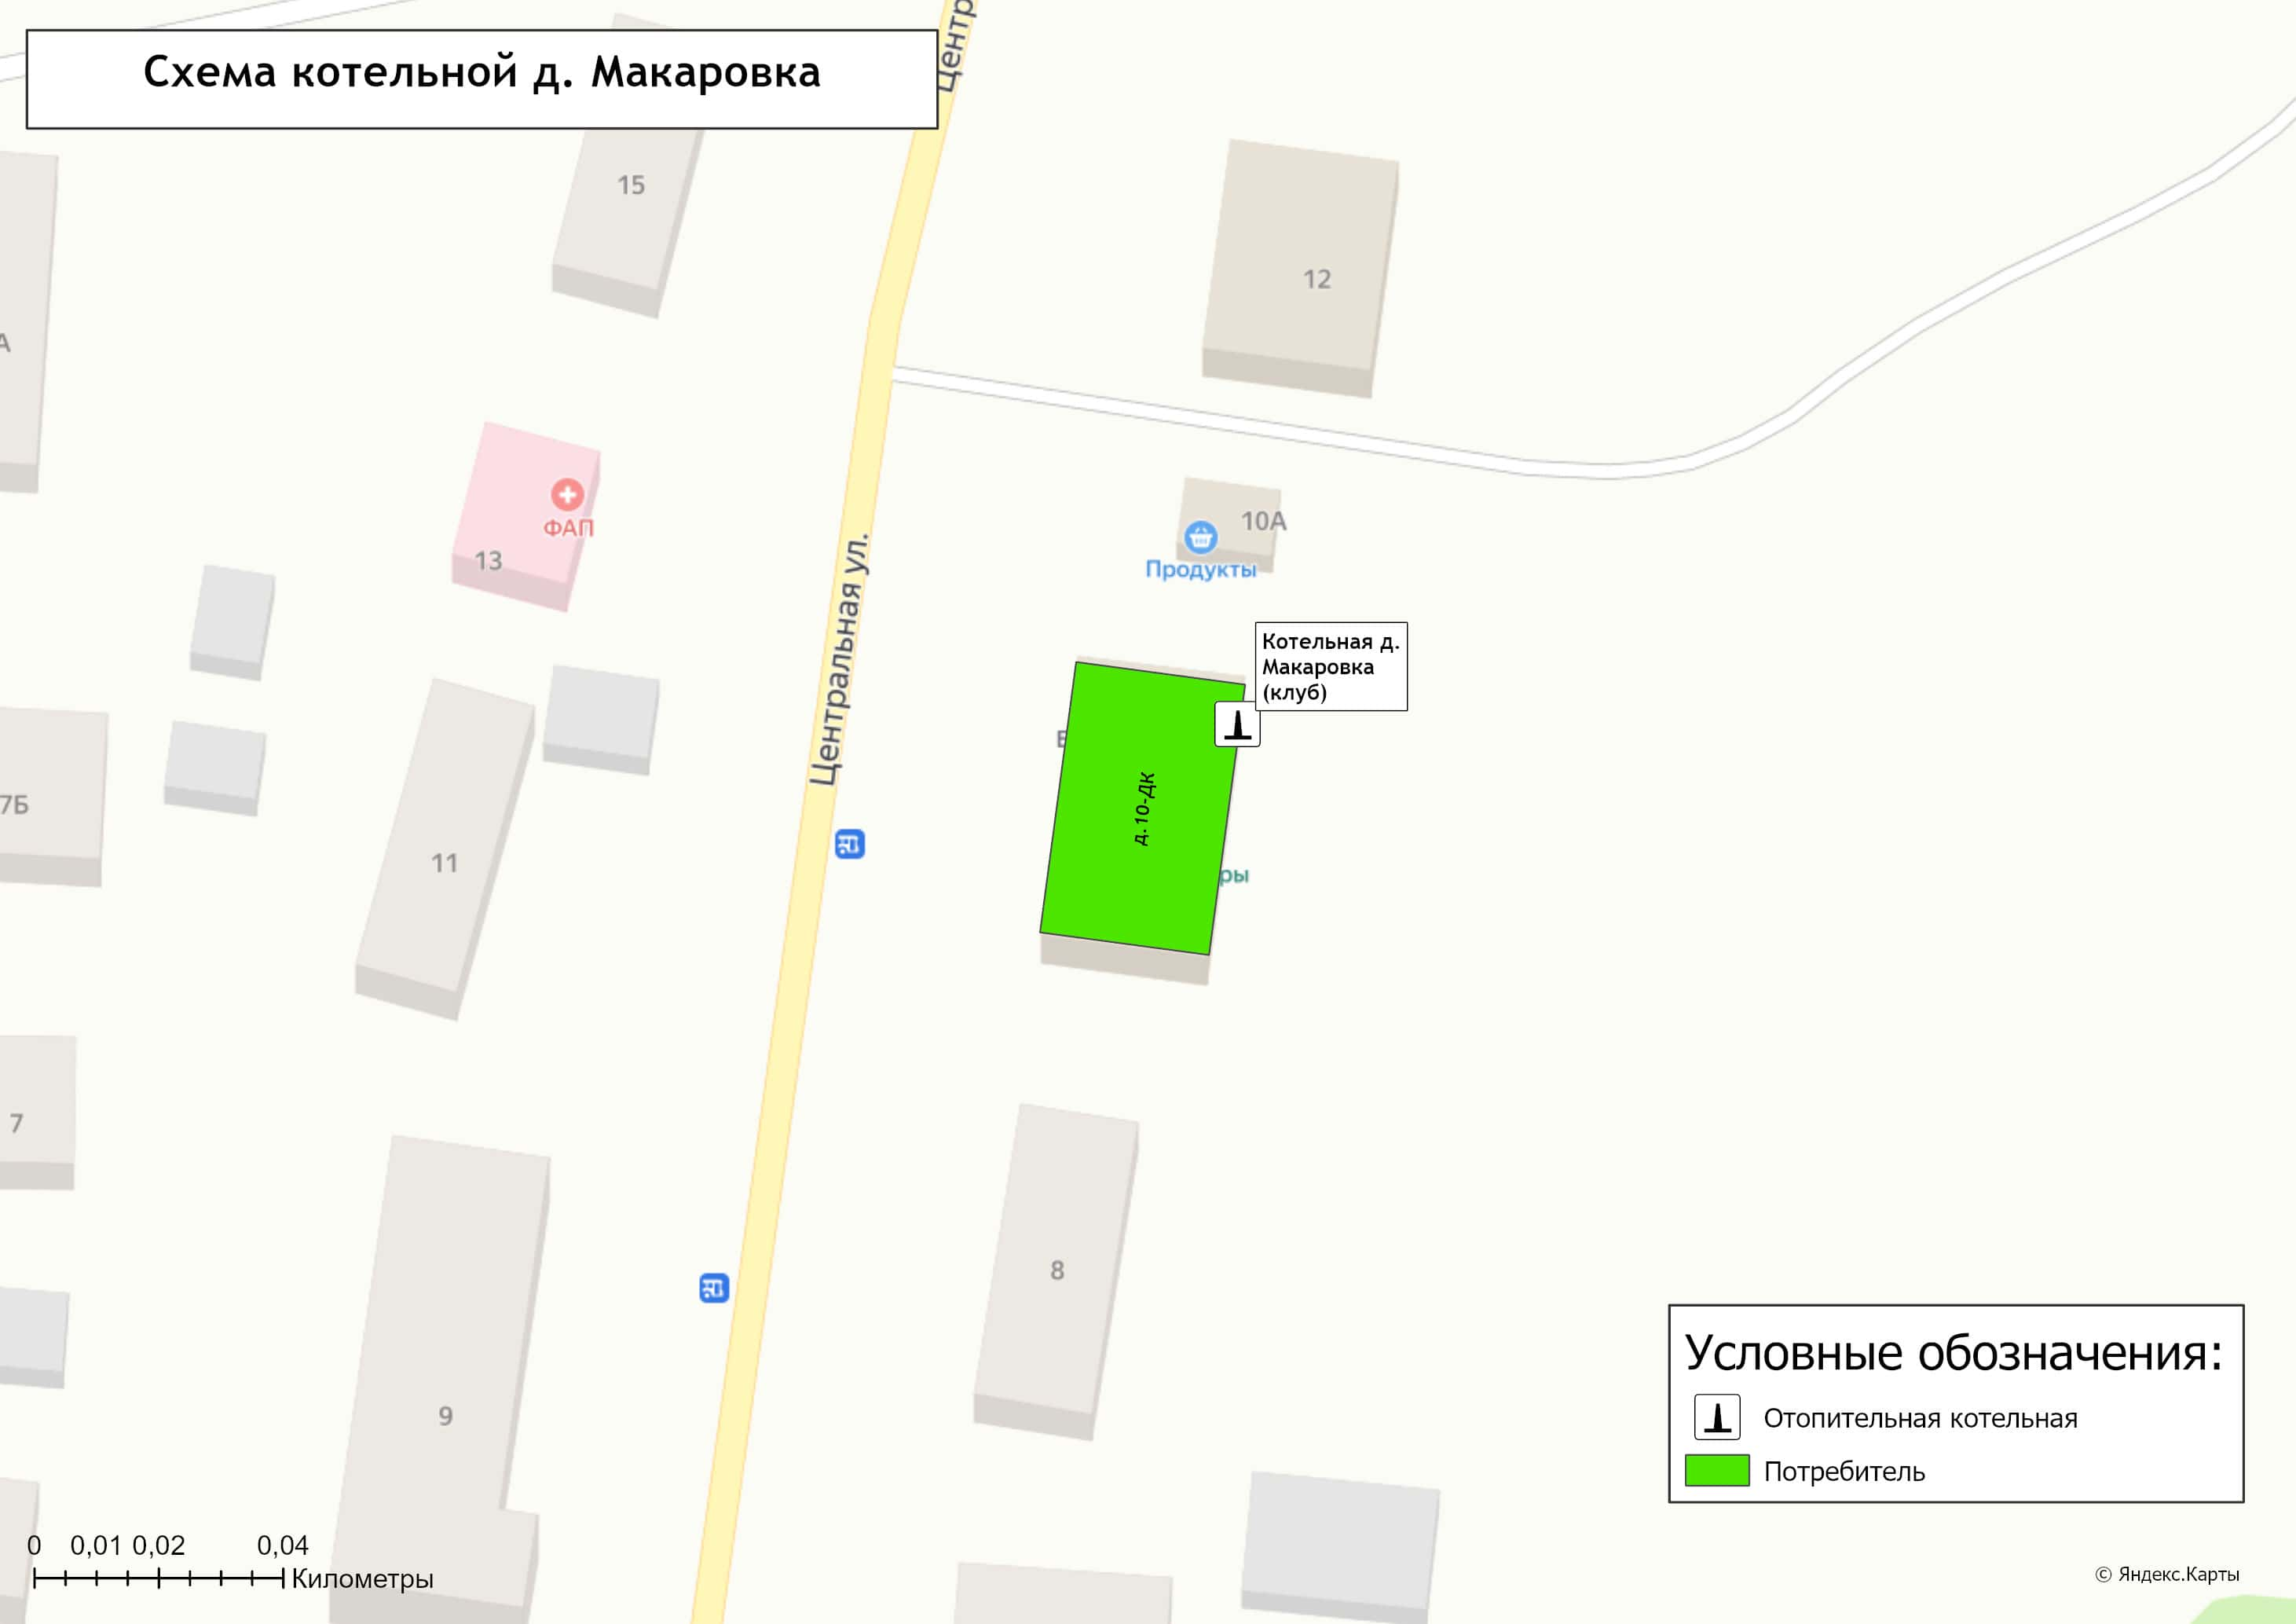 Схема котельной д. Макаровка
Центр
15
12
А
ФАП
13
10А
Продукты
Центральная ул.
Котельная д.
Макаровка
(клуб)
д.10-ДК
7Б
11
ры
7
8
9
Условные обозначения:
Отопительная котельная
Потребитель
0 0,01 0,02 0,04
Километры
© Яндекс.Карты